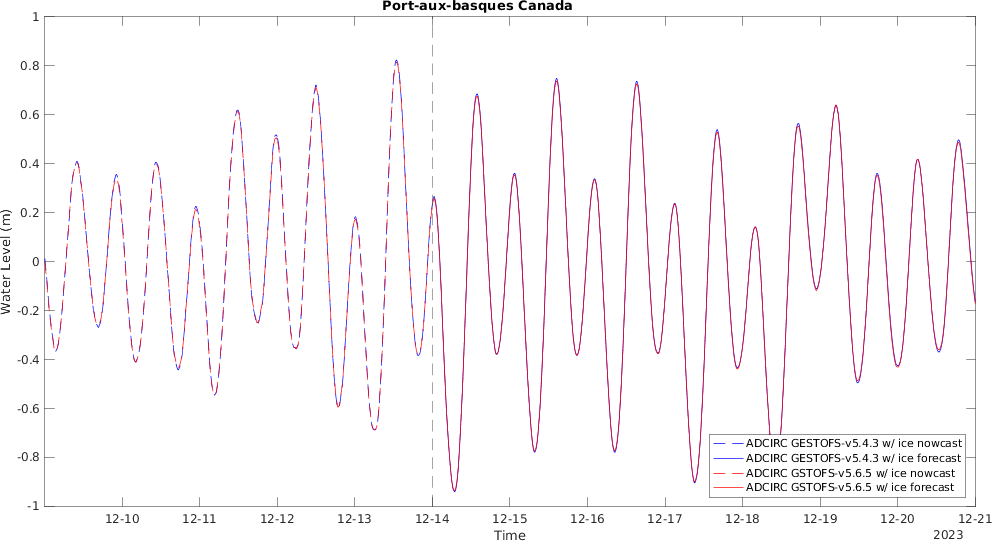 Port-aux-basques Canada
1
0.8
0.6
0.4
0.2
0
-0.2
-0.4
-0.6
-0.8
-1
Water Level (m)
ADCIRC GESTOFS-v5.4.3 w/ ice nowcast
ADCIRC GESTOFS-v5.4.3 w/ ice forecast
ADCIRC GSTOFS-v5.6.5 w/ ice nowcast
ADCIRC GSTOFS-v5.6.5 w/ ice forecast
12-10 12-11 12-12 12-13 12-14 12-15 12-16 12-17 12-18 12-19 12-20 12-21
Time
2023